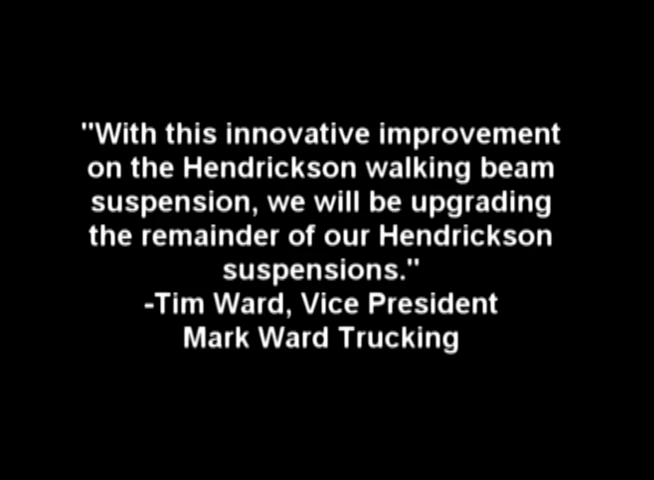 "With this innovative improvement
on the Hendrickson walking beam
suspension, we will be upgrading
the remainder of our Hendrickson
suspensions."
-Tim Ward, Vice President
Mark Ward Trucking